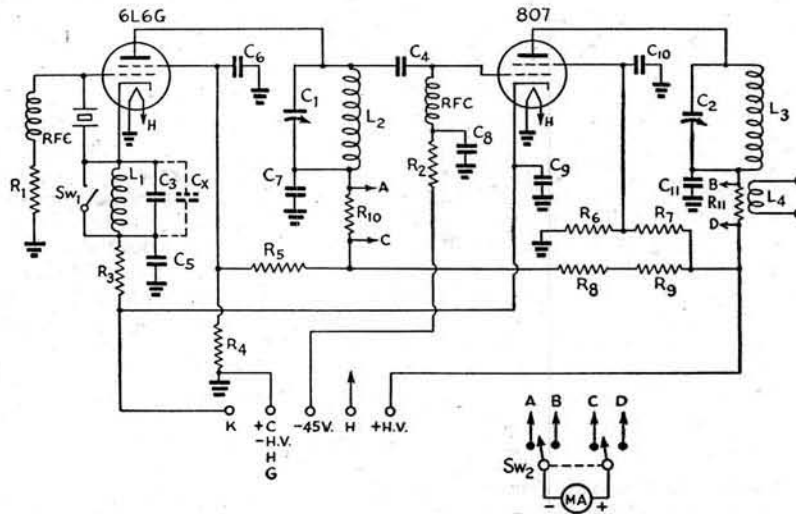 6L6G
807
C6
C4
C10
C1
L2
C2
L3
H
RFC
RFC
H
C8
R1
Sw1
L1
C3
Cx
C7
A
R2
C9
C11
B
R11
L4
R10
R6
R7
D
R3
C5
R5
C
R8
R9
R4
K
+ C
- H.V.
H
G
-45V.
H
+H.V.
A B C D
Sw2
- MA +